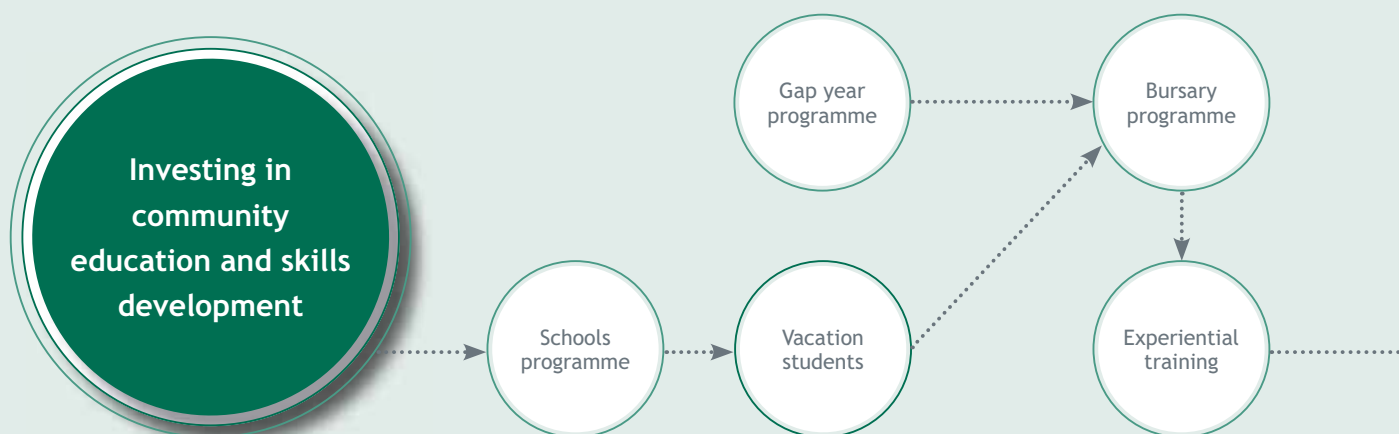 Investing in
community
education and skills
development
Gap year
programme
Bursary
programme
Schools
programme
Vacation
students
Experiential
training